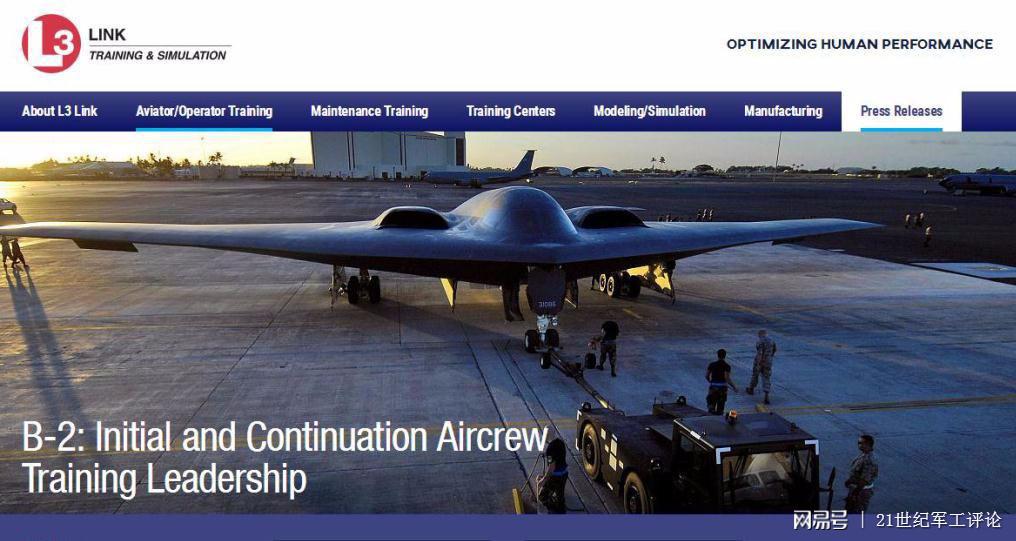 L3
LINK
TRAINING & SIMULATION
OPTIMIZING HUMAN PERFORMANCE
About L3 Link Aviator/Operator Training Maintenance Training Training Centers Modeling/Simulation Manufacturing Press Releases
31086
B-2: Initial and Continuation Aircrew
Training Leadership
网易号 | 21世纪军工评论